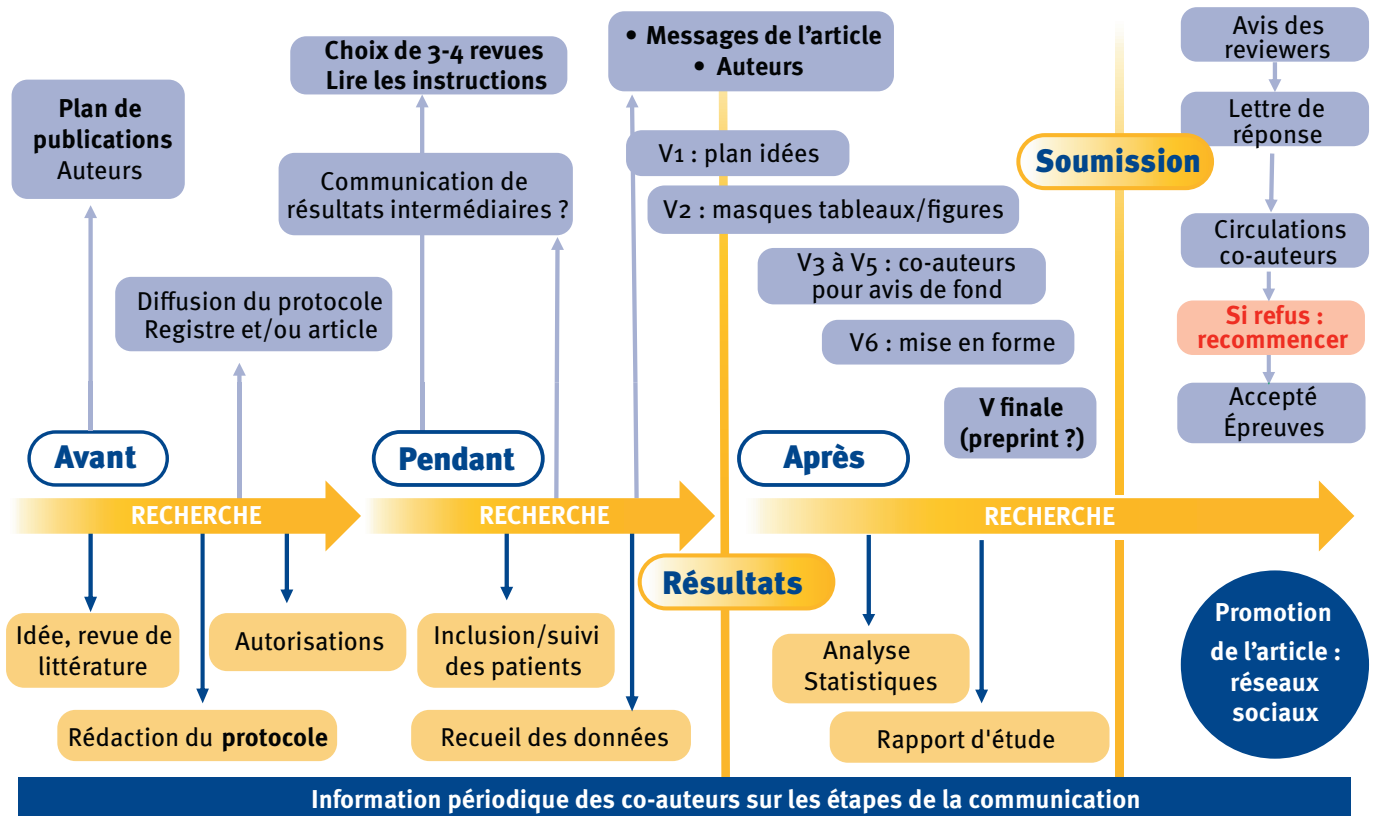 Plan de
publications
Auteurs
Choix de 3-4 revues
Lire les instructions
• Messages de l’article
• Auteurs
Avis des
reviewers
Lettre de
réponse
Communication de
résultats intermédiaires ?
V1 : plan idées
Soumission
V2 : masques tableaux/figures
Circulations
co-auteurs
Diffusion du protocole
Registre et/ou article
V3 à V5 : co-auteurs
pour avis de fond
Si refus :
recommencer
V6 : mise en forme
V finale
(preprint ?)
Accepté
Épreuves
Avant
Pendant
Après
RECHERCHE
RECHERCHE
RECHERCHE
Résultats
Idée, revue de
littérature
Autorisations
Inclusion/suivi
des patients
Analyse
Statistiques
Rédaction du protocole
Recueil des données
Rapport d'étude
Promotion
de l’article :
réseaux
sociaux
Information périodique des co-auteurs sur les étapes de la communication